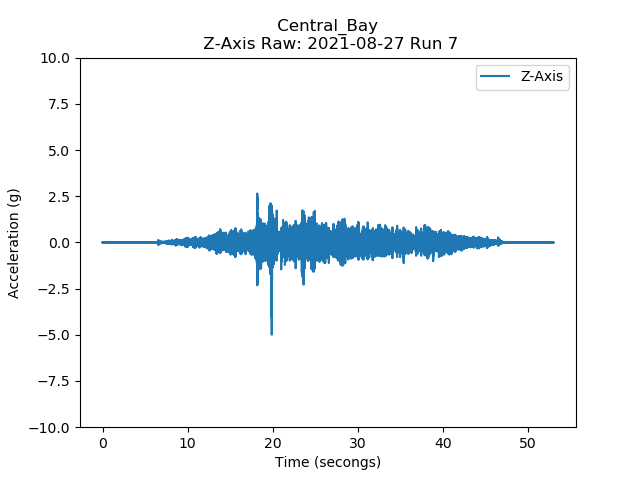 Central_Bay
Z-Axis Raw: 2021-08-27 Run 7
Z-Axis
10.0
7.5
5.0
2.5
0.0
−2.5
−5.0
−7.5
−10.0
Acceleration (g)
0 10 20 30 40 50
Time (secongs)